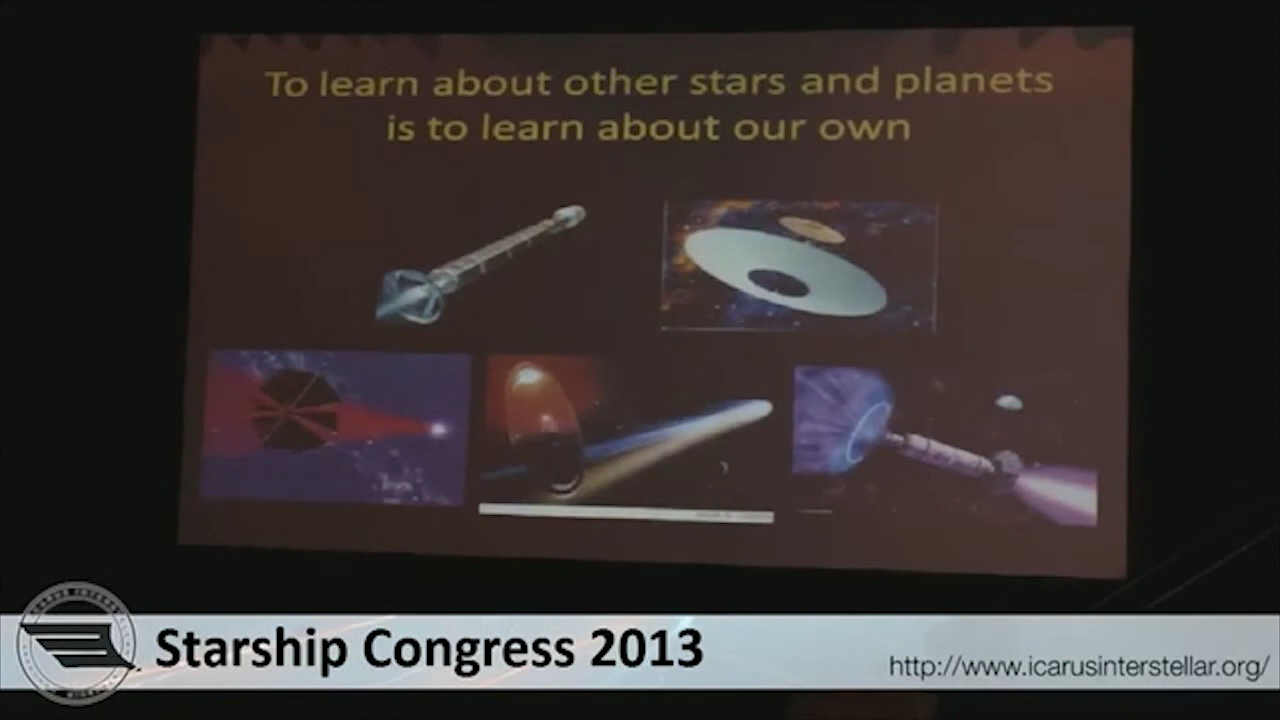 To learn about other stars and planets
is to learn about our own
Starship Congress 2013
http://www.icarusinterstellar.org/